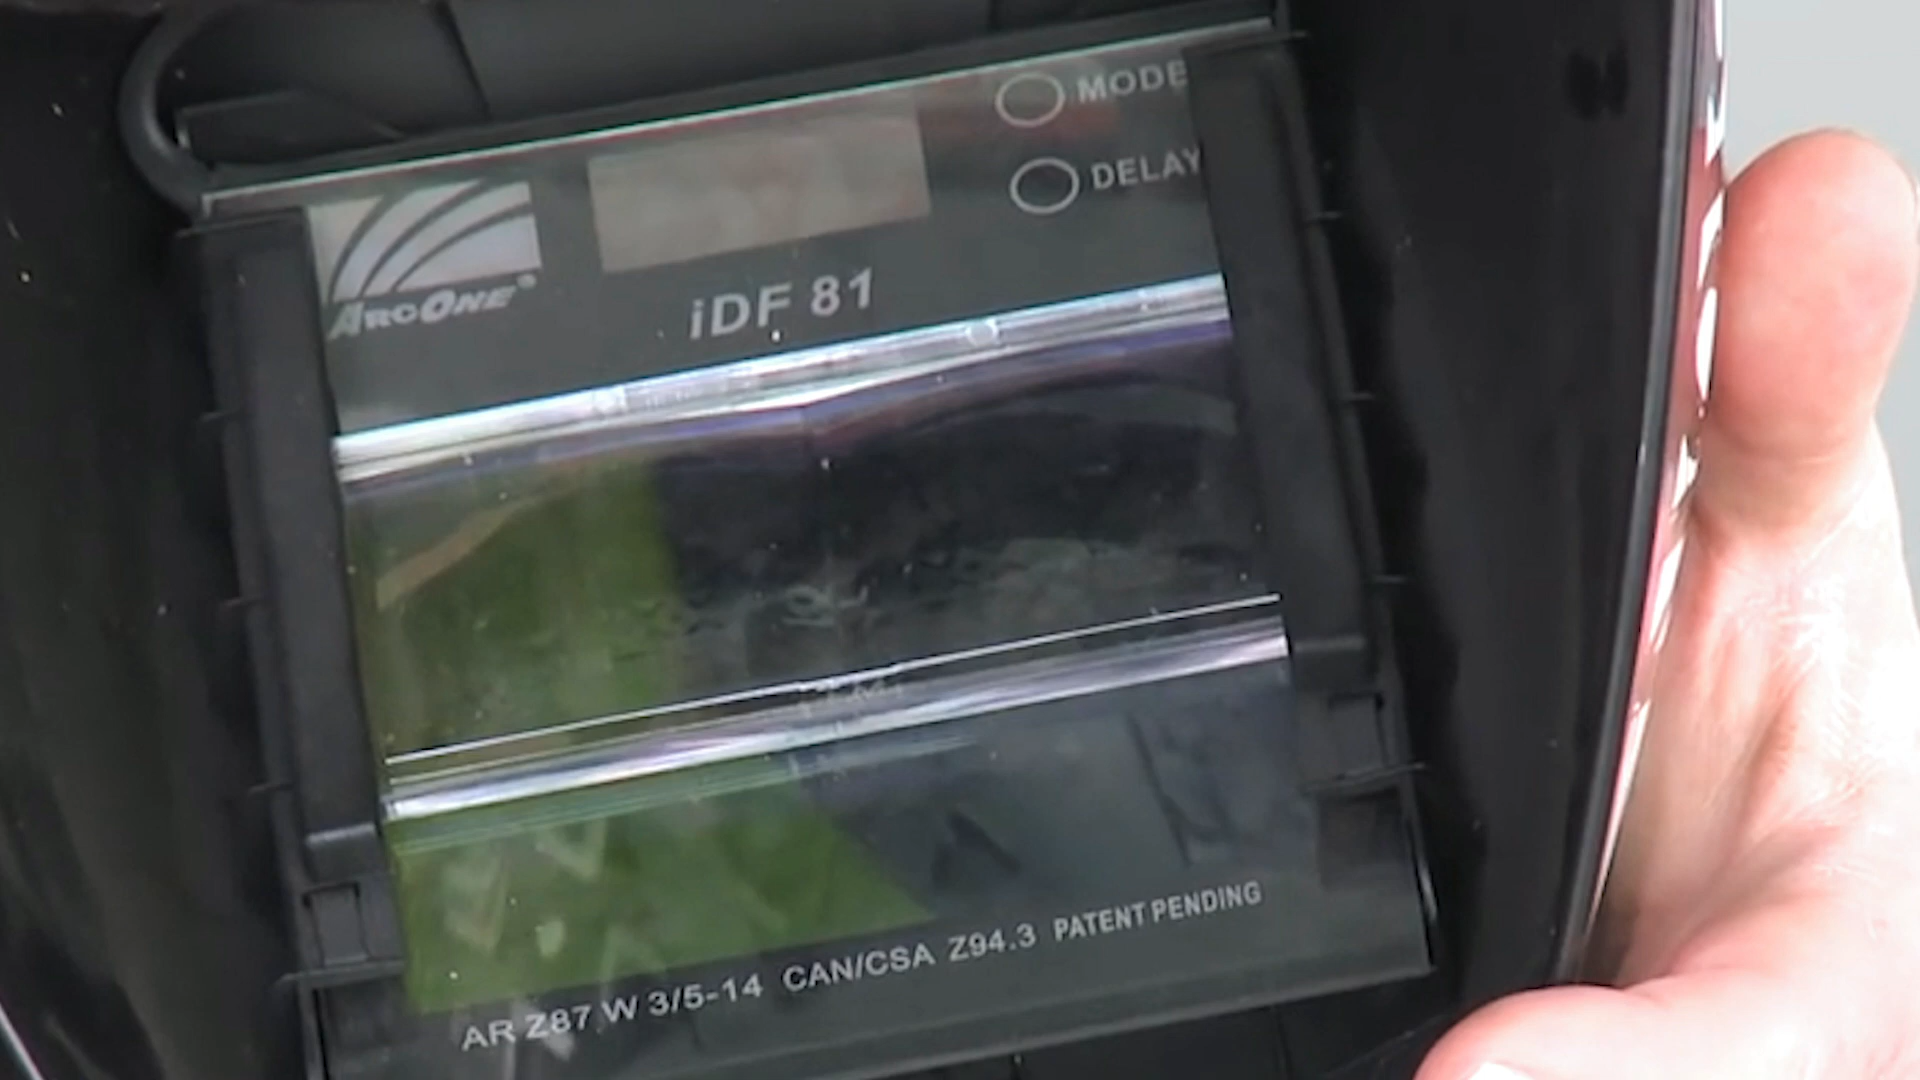 MODE
DELAY
ARCONE®
iDF 81
AR Z87 W 3/5-14 CAN/CSA Z94.3 PATENT PENDING